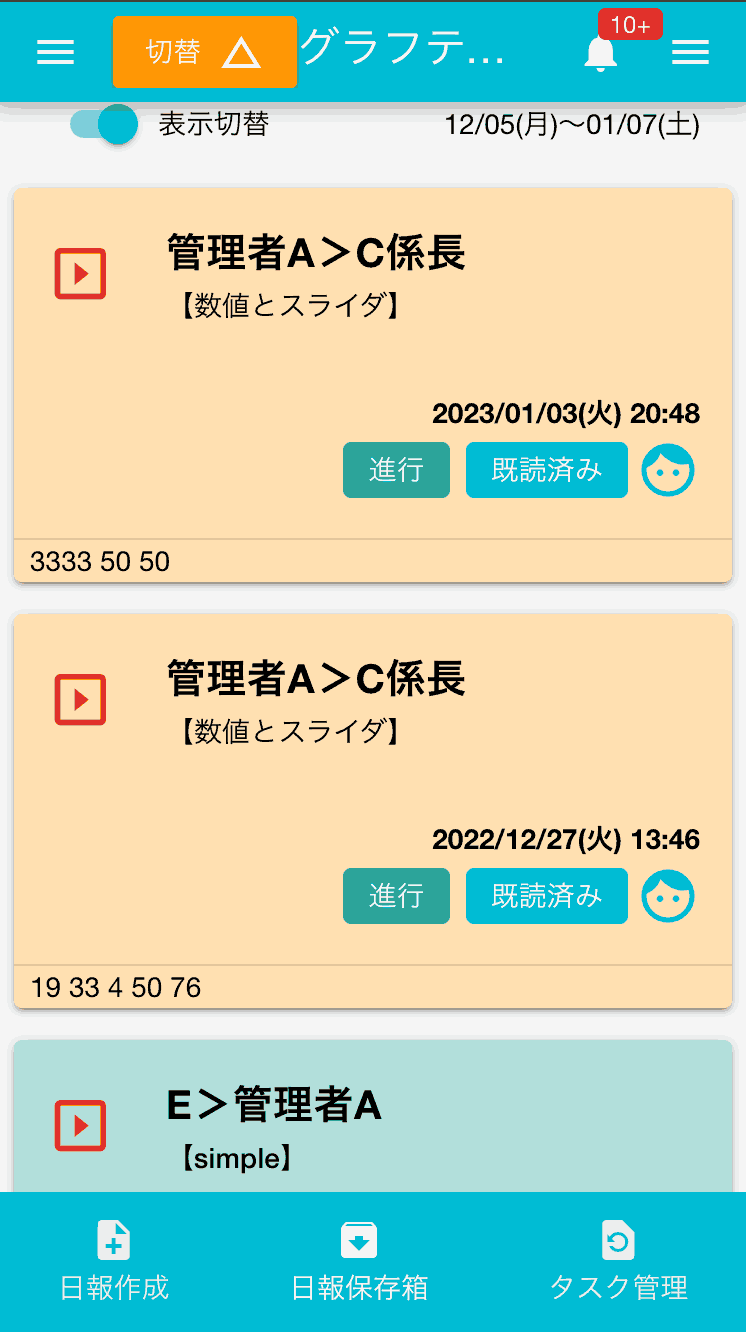 切替
グラフテ...
10+
表示切替
12/05(月)〜01/07(土)
管理者A＞C係長
【数値とスライダ】
2023/01/03(火) 20:48
進行
既読済み
3333 50 50
管理者A＞C係長
【数値とスライダ】
2022/12/27(火) 13:46
進行
既読済み
19 33 4 50 76
E＞管理者A
【simple】
日報作成
日報保存箱
タスク管理